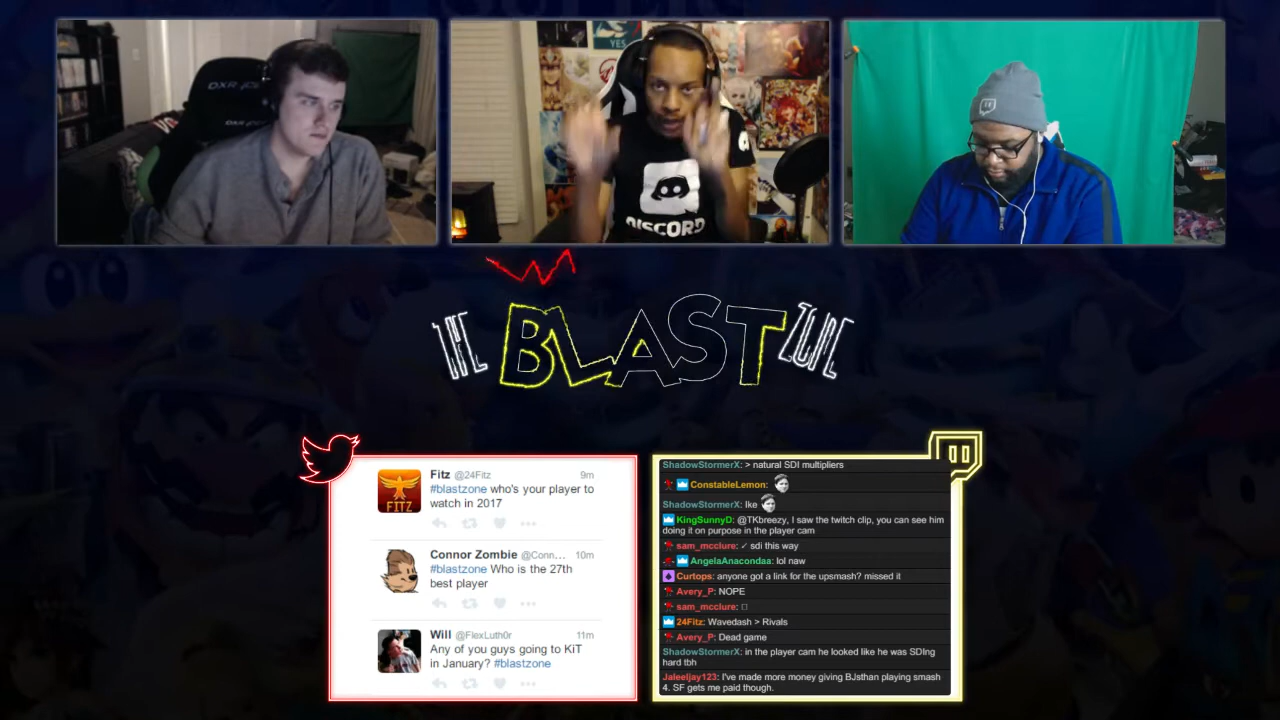 DXRACER
YES
DISCORD
THE BLAST ZONE
Fitz @24Fitz 9m
#blastzone who's your player to
watch in 2017
FITZ
Connor Zombie @Conn... 10m
#blastzone Who is the 27th
best player
Will @FlexLuth0r 11m
Any of you guys going to KiT
in January? #blastzone
ShadowStormerX: > natural SDI multipliers
ConstableLemon:
ShadowStormerX: Ike
KingSunnyD: @TKbreezy, I saw the twitch clip, you can see him
doing it on purpose in the player cam
sam_mcclure: ✓ sdi this way
AngelaAnacondaa: lol naw
Curtops: anyone got a link for the upsmash? missed it
Avery_P: NOPE
sam_mcclure: □
24Fitz: Wavedash > Rivals
Avery_P: Dead game
ShadowStormerX: in the player cam he looked like he was SDIng
hard tbh
Jaleeljay123: I've made more money giving BJsthan playing smash
4. SF gets me paid though.